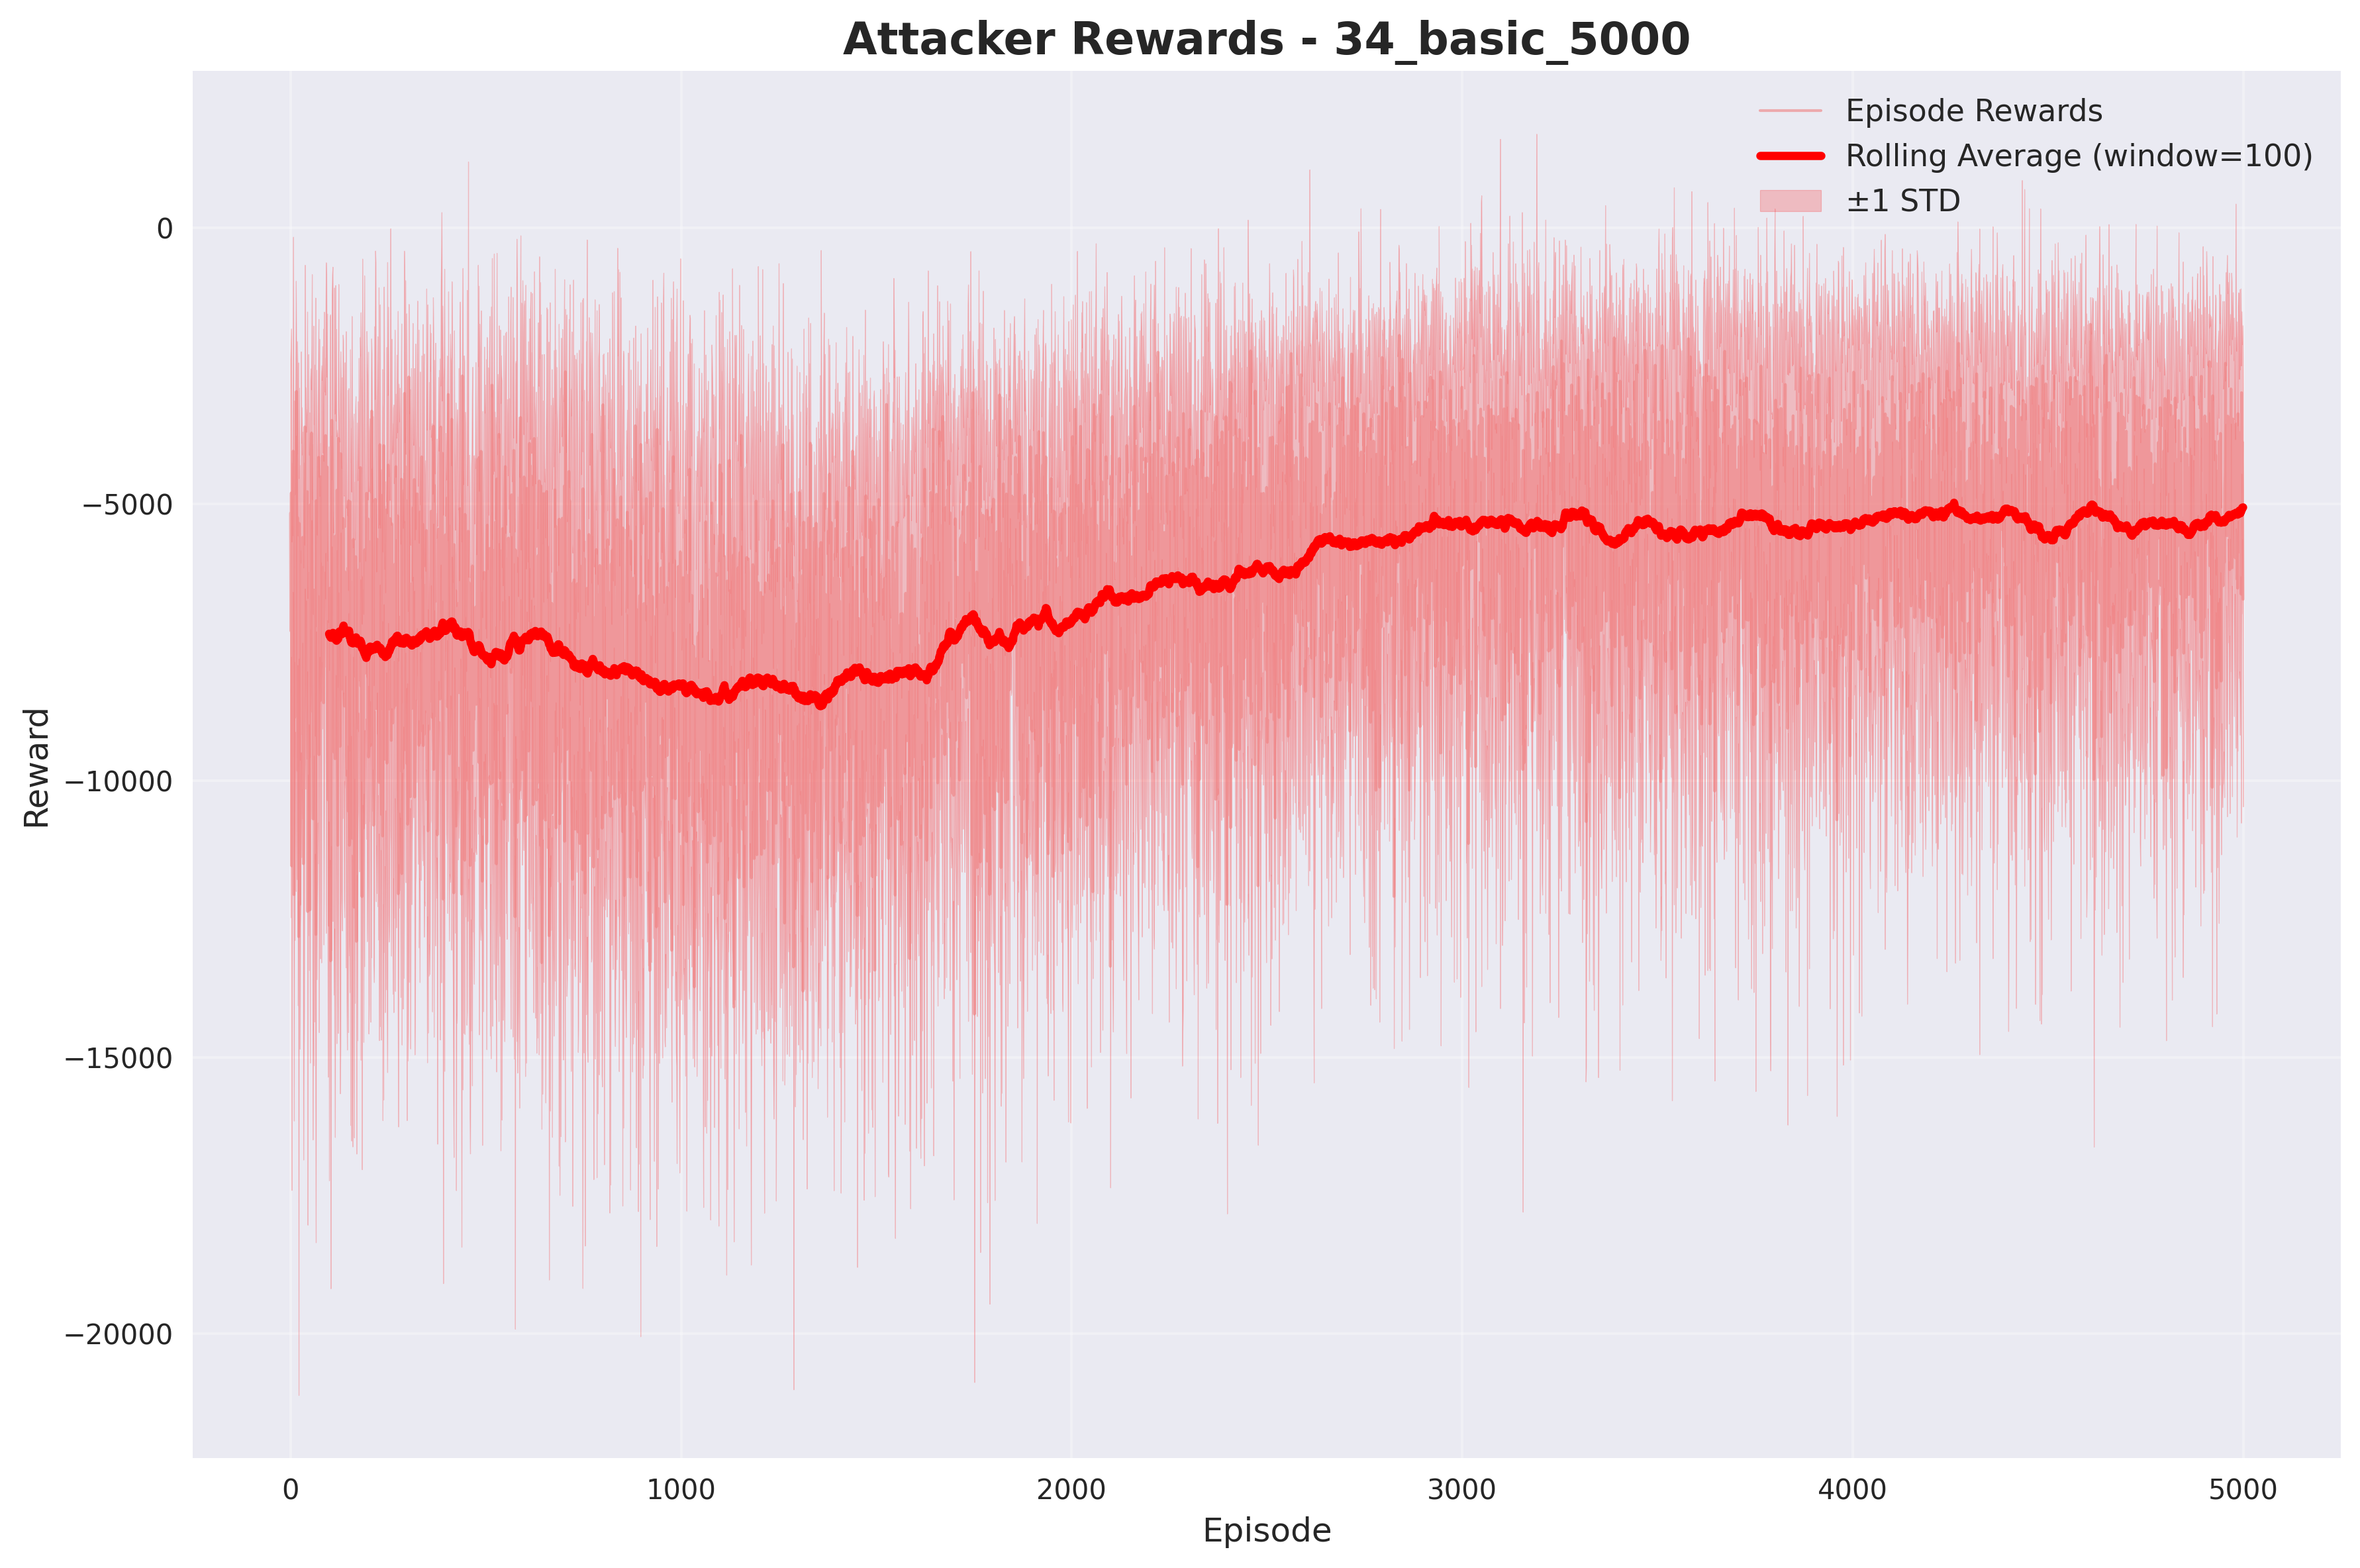 Attacker Rewards - 34_basic_5000
Episode Rewards
Rolling Average (window=100)
±1 STD
0
−5000
−10000
−15000
−20000
Reward
0
1000
2000
3000
4000
5000
Episode